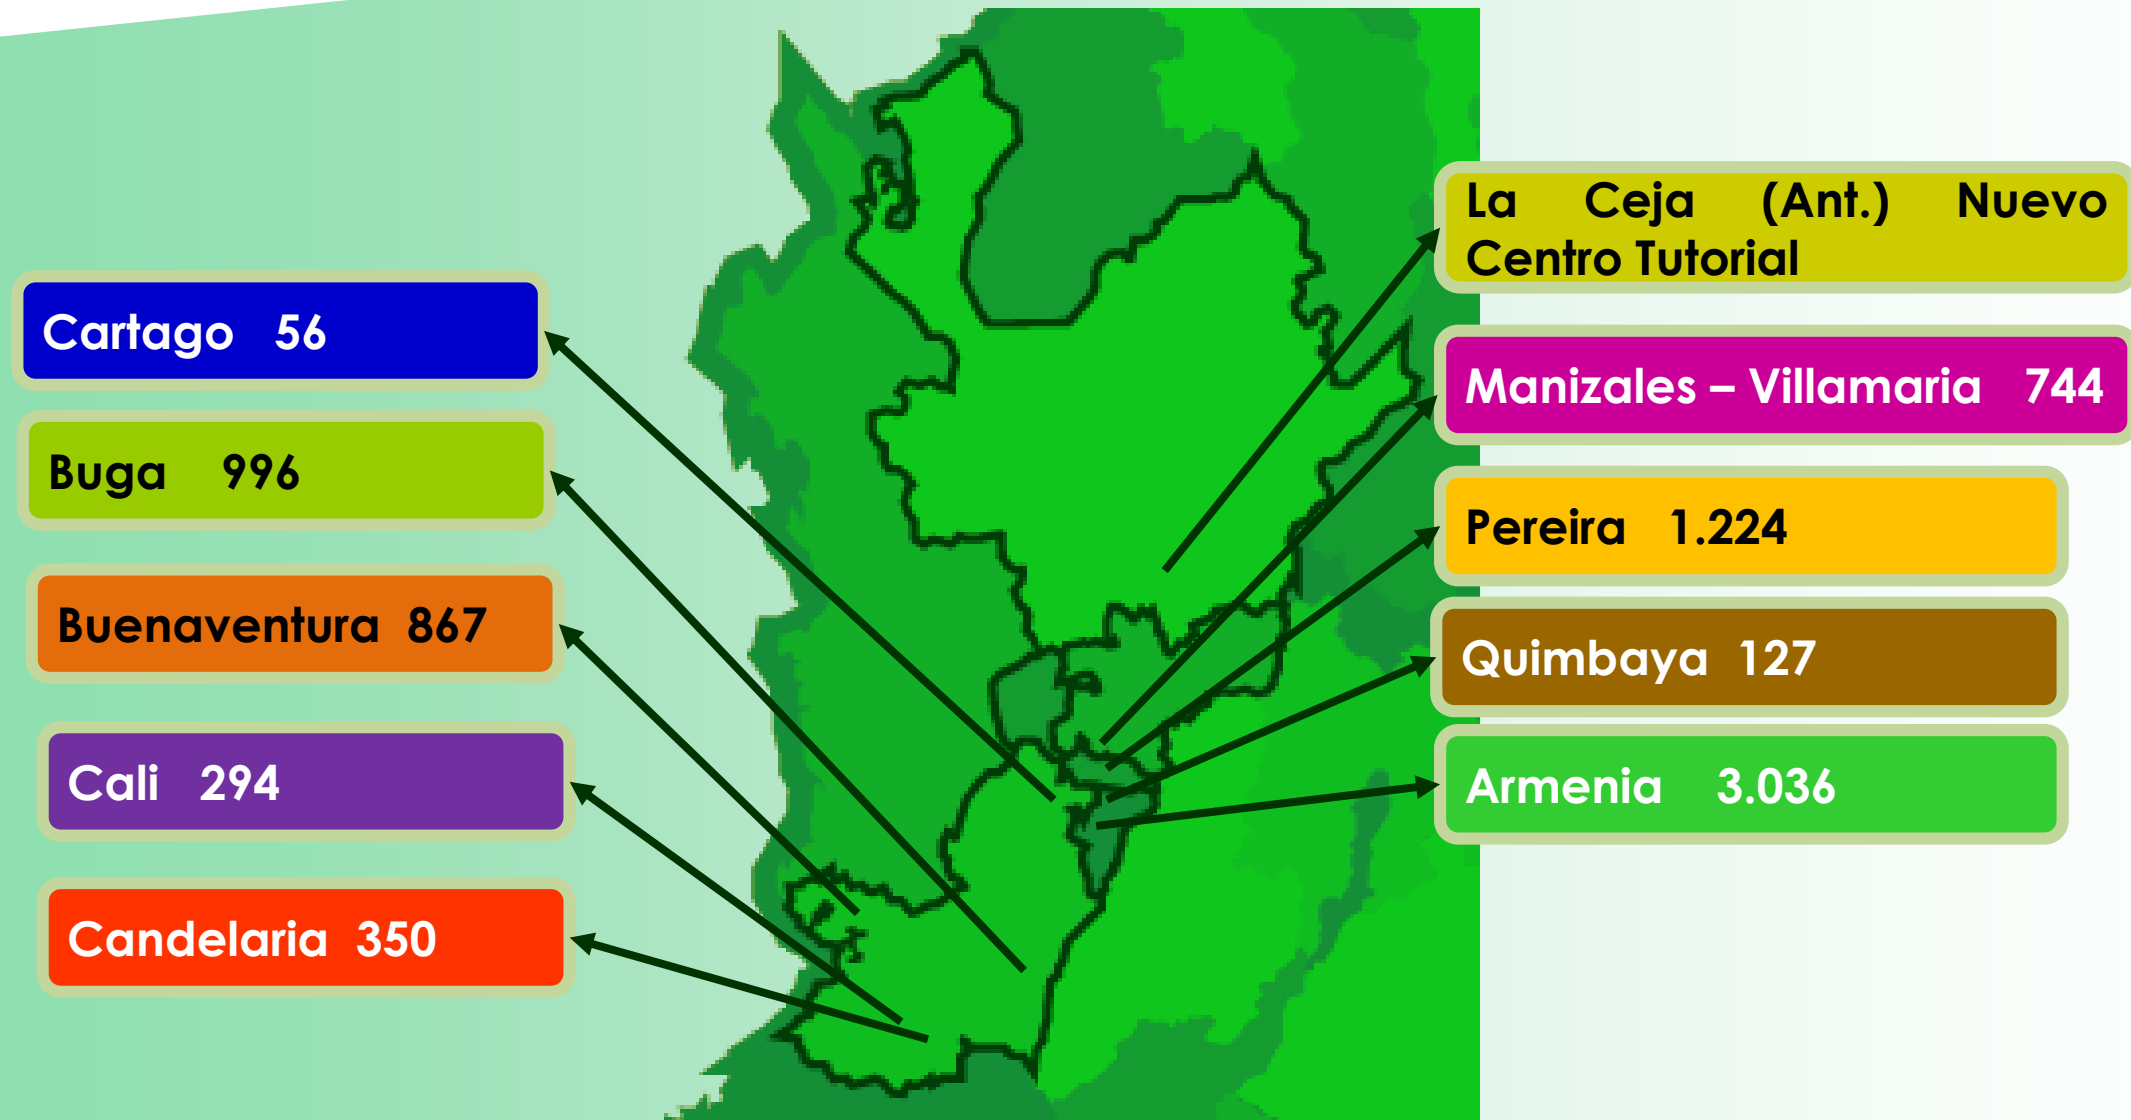 Cartago 56
Buga 996
Buenaventura 867
Cali 294
Candelaria 350
La Ceja (Ant.) Nuevo
Centro Tutorial
Manizales – Villamaria 744
Pereira 1.224
Quimbaya 127
Armenia 3.036